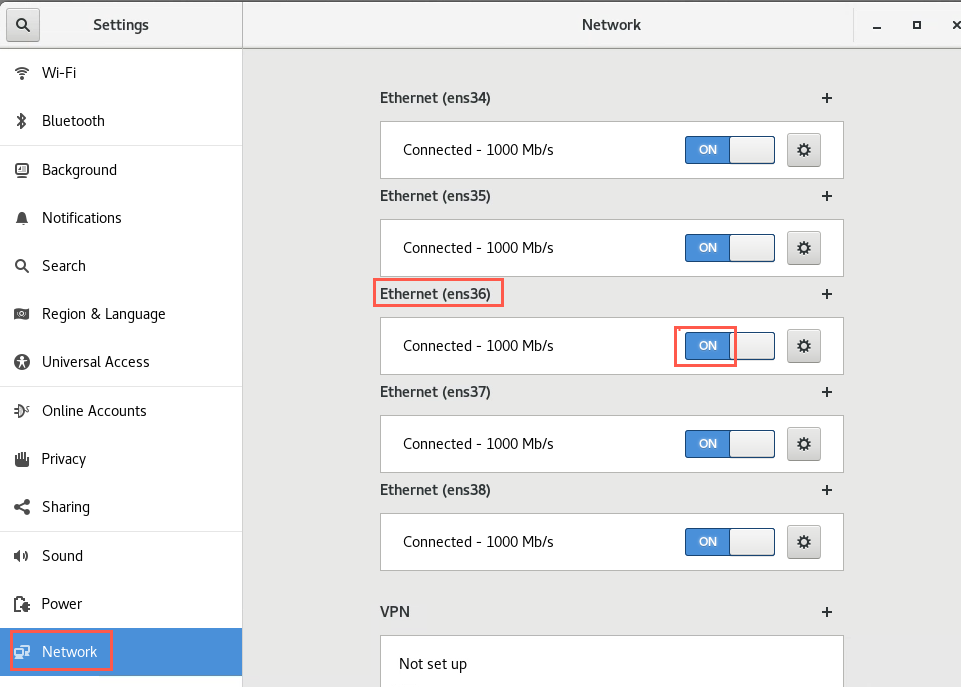 Settings
Network
Wi-Fi
Bluetooth
Background
Notifications
Search
Region & Language
Universal Access
Online Accounts
Privacy
Sharing
Sound
Power
Network
Ethernet (ens34)
Connected - 1000 Mb/s ON
Ethernet (ens35)
Connected - 1000 Mb/s ON
Ethernet (ens36)
Connected - 1000 Mb/s ON
Ethernet (ens37)
Connected - 1000 Mb/s ON
Ethernet (ens38)
Connected - 1000 Mb/s ON
VPN
Not set up